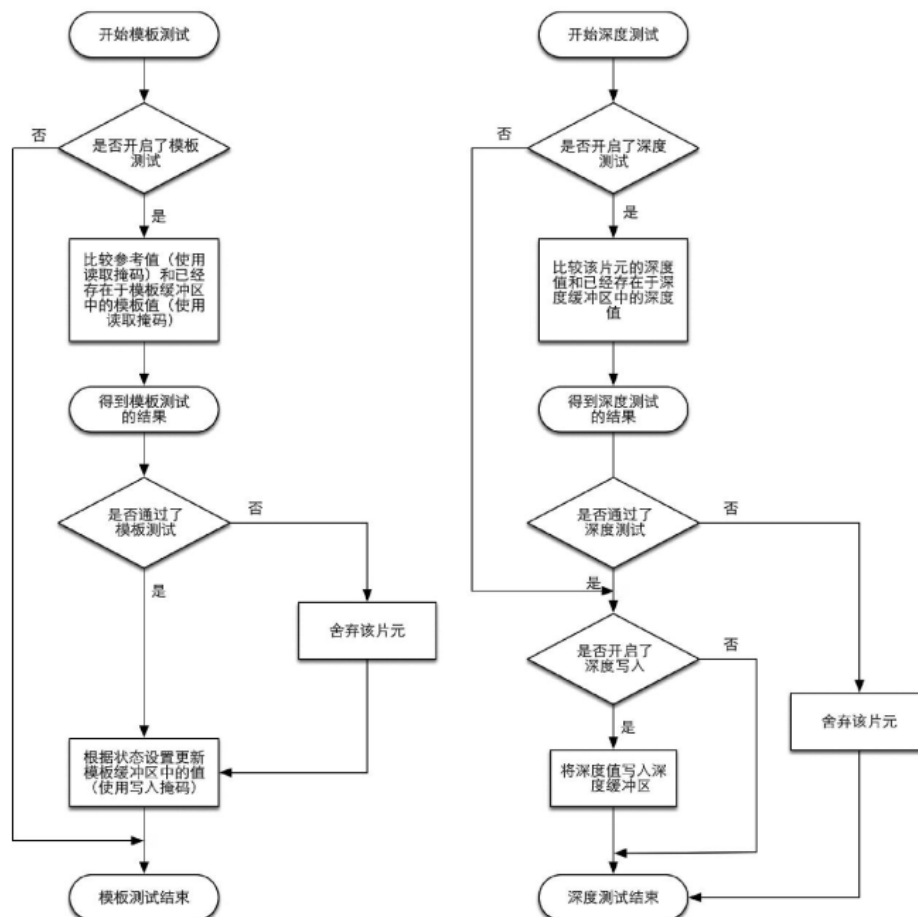 开始模板测试
否
是否开启了模板
测试
是
比较参考值（使用
读取掩码）和已经
存在于模板缓冲区
中的模板值（使用
读取掩码）
得到模板测试
的结果
是否通过了
模板测试
否
是
舍弃该片元
根据状态设置更新
模板缓冲区中的值
（使用写入掩码）
模板测试结束
开始深度测试
否
是否开启了深度
测试
是
比较该片元的深度
值和已经存在于深
度缓冲区中的深度
值
得到深度测试
的结果
是否通过了
深度测试
否
是
是否开启了
深度写入
否
舍弃该片元
是
将深度值写入深
度缓冲区
深度测试结束